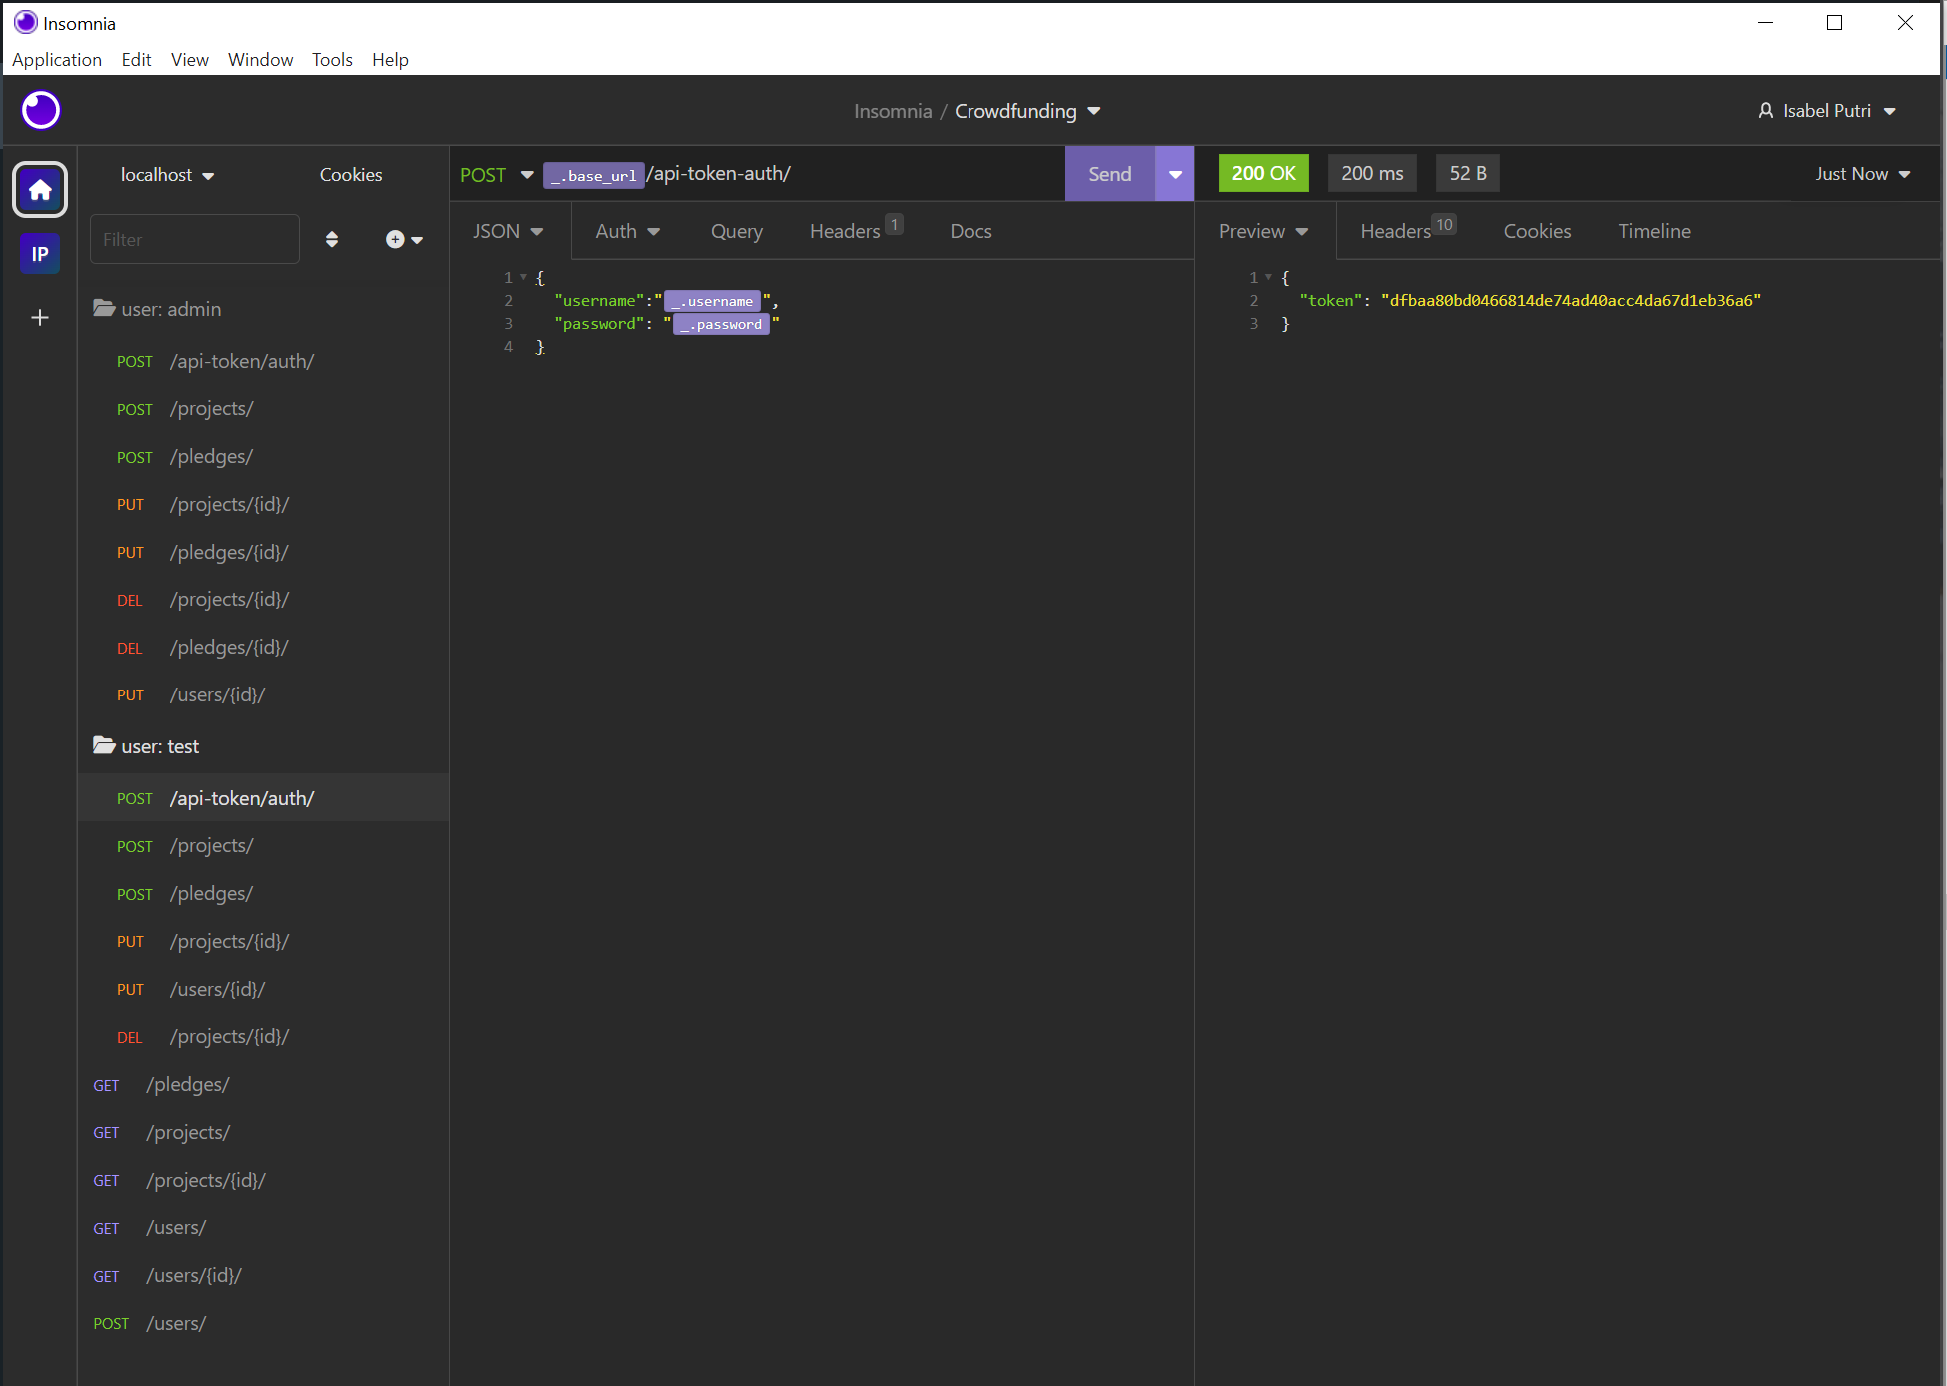 Insomnia
Application Edit View Window Tools Help
Insomnia / Crowdfunding
Isabel Putri
IP
localhost Cookies
Filter
user: admin
POST /api-token/auth/
POST /projects/
POST /pledges/
PUT /projects/{id}/
PUT /pledges/{id}/
DEL /projects/{id}/
DEL /pledges/{id}/
PUT /users/{id}/
user: test
POST /api-token/auth/
POST /projects/
POST /pledges/
PUT /projects/{id}/
PUT /users/{id}/
DEL /projects/{id}/
GET /pledges/
GET /projects/
GET /projects/{id}/
GET /users/
GET /users/{id}/
POST /users/
POST _.base_url/api-token-auth/ Send
JSON Auth Query Headers 1 Docs
1 {
2 "username":" _.username ",
3 "password": " _.password "
4 }
200 OK 200 ms 52 B Just Now
Preview Headers 10 Cookies Timeline
1 {
2 "token": "dfbaa80bd0466814de74ad40acc4da67d1eb36a6"
3 }